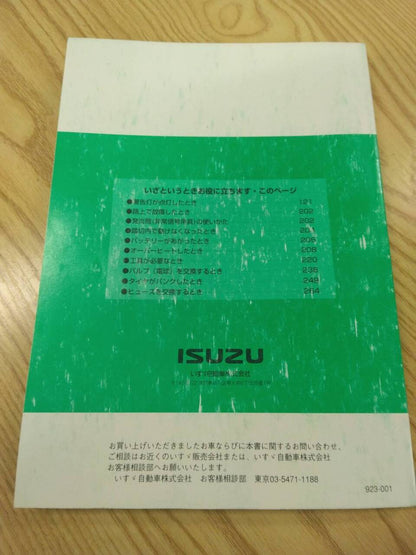 いざというときお役に立ちます・このページ
●警告灯が点灯したとき 121
●路上で故障したとき 202
●発炎筒(非常信号用具)の使いかた 202
●踏切内で動けなくなったとき
●バッテリーがあがったとき
●オーバーヒートしたとき 208
●工具が必要なとき 220
●バルブ(電球)を交換するとき
●タイヤがパンクしたとき 249
●ヒューズを交換するとき 264
ISUZU
いすゞ自動車株式会社
お買い上げいただきましたお車ならびに本書に関するお問い合わせ、
ご相談はお近くのいすゞ販売会社または、いすゞ自動車株式会社
お客様相談部へお願いいたします。
いすゞ自動車株式会社 お客様相談部 東京03-5471-1188
923-001